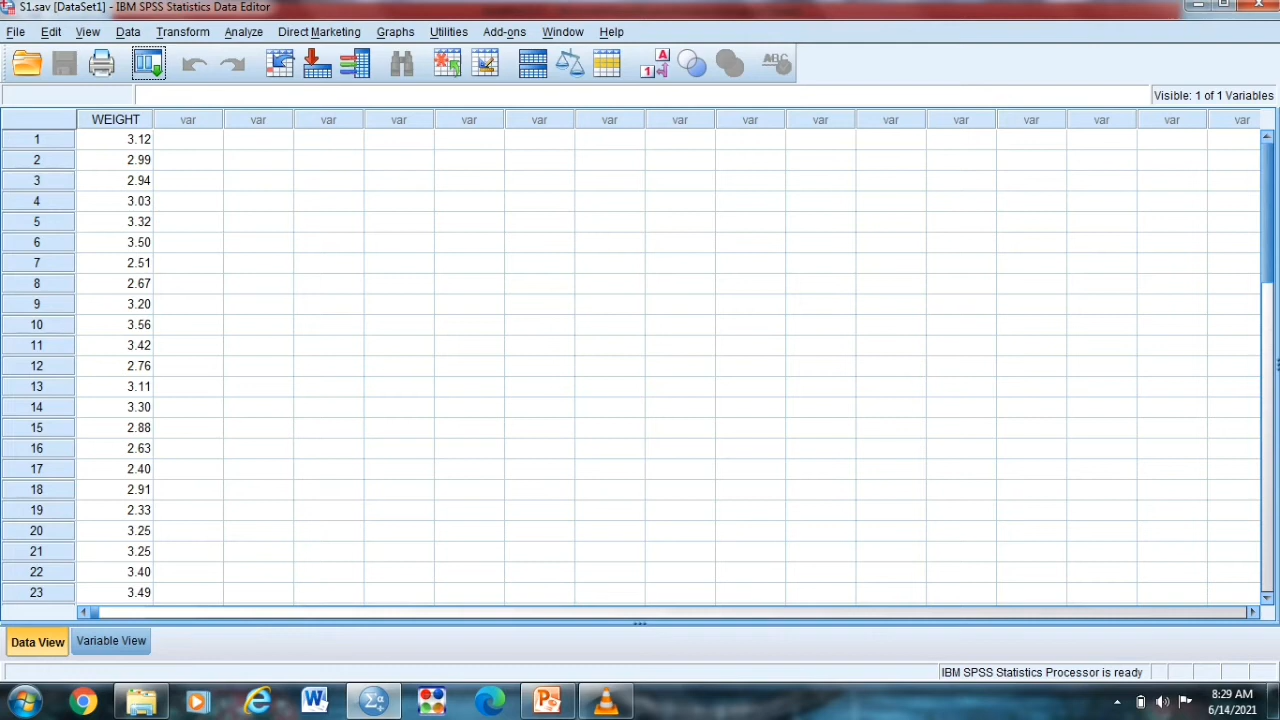 S1.sav [DataSet1] - IBM SPSS Statistics Data Editor
File Edit View Data Transform Analyze Direct Marketing Graphs Utilities Add-ons Window Help
A
1
ABC
Visible: 1 of 1 Variables
WEIGHT var var var var var var var var var var var var var var var var
1 3.12
2 2.99
3 2.94
4 3.03
5 3.32
6 3.50
7 2.51
8 2.67
9 3.20
10 3.56
11 3.42
12 2.76
13 3.11
14 3.30
15 2.88
16 2.63
17 2.40
18 2.91
19 2.33
20 3.25
21 3.25
22 3.40
23 3.49
Data View Variable View
IBM SPSS Statistics Processor is ready
8:29 AM
6/14/2021